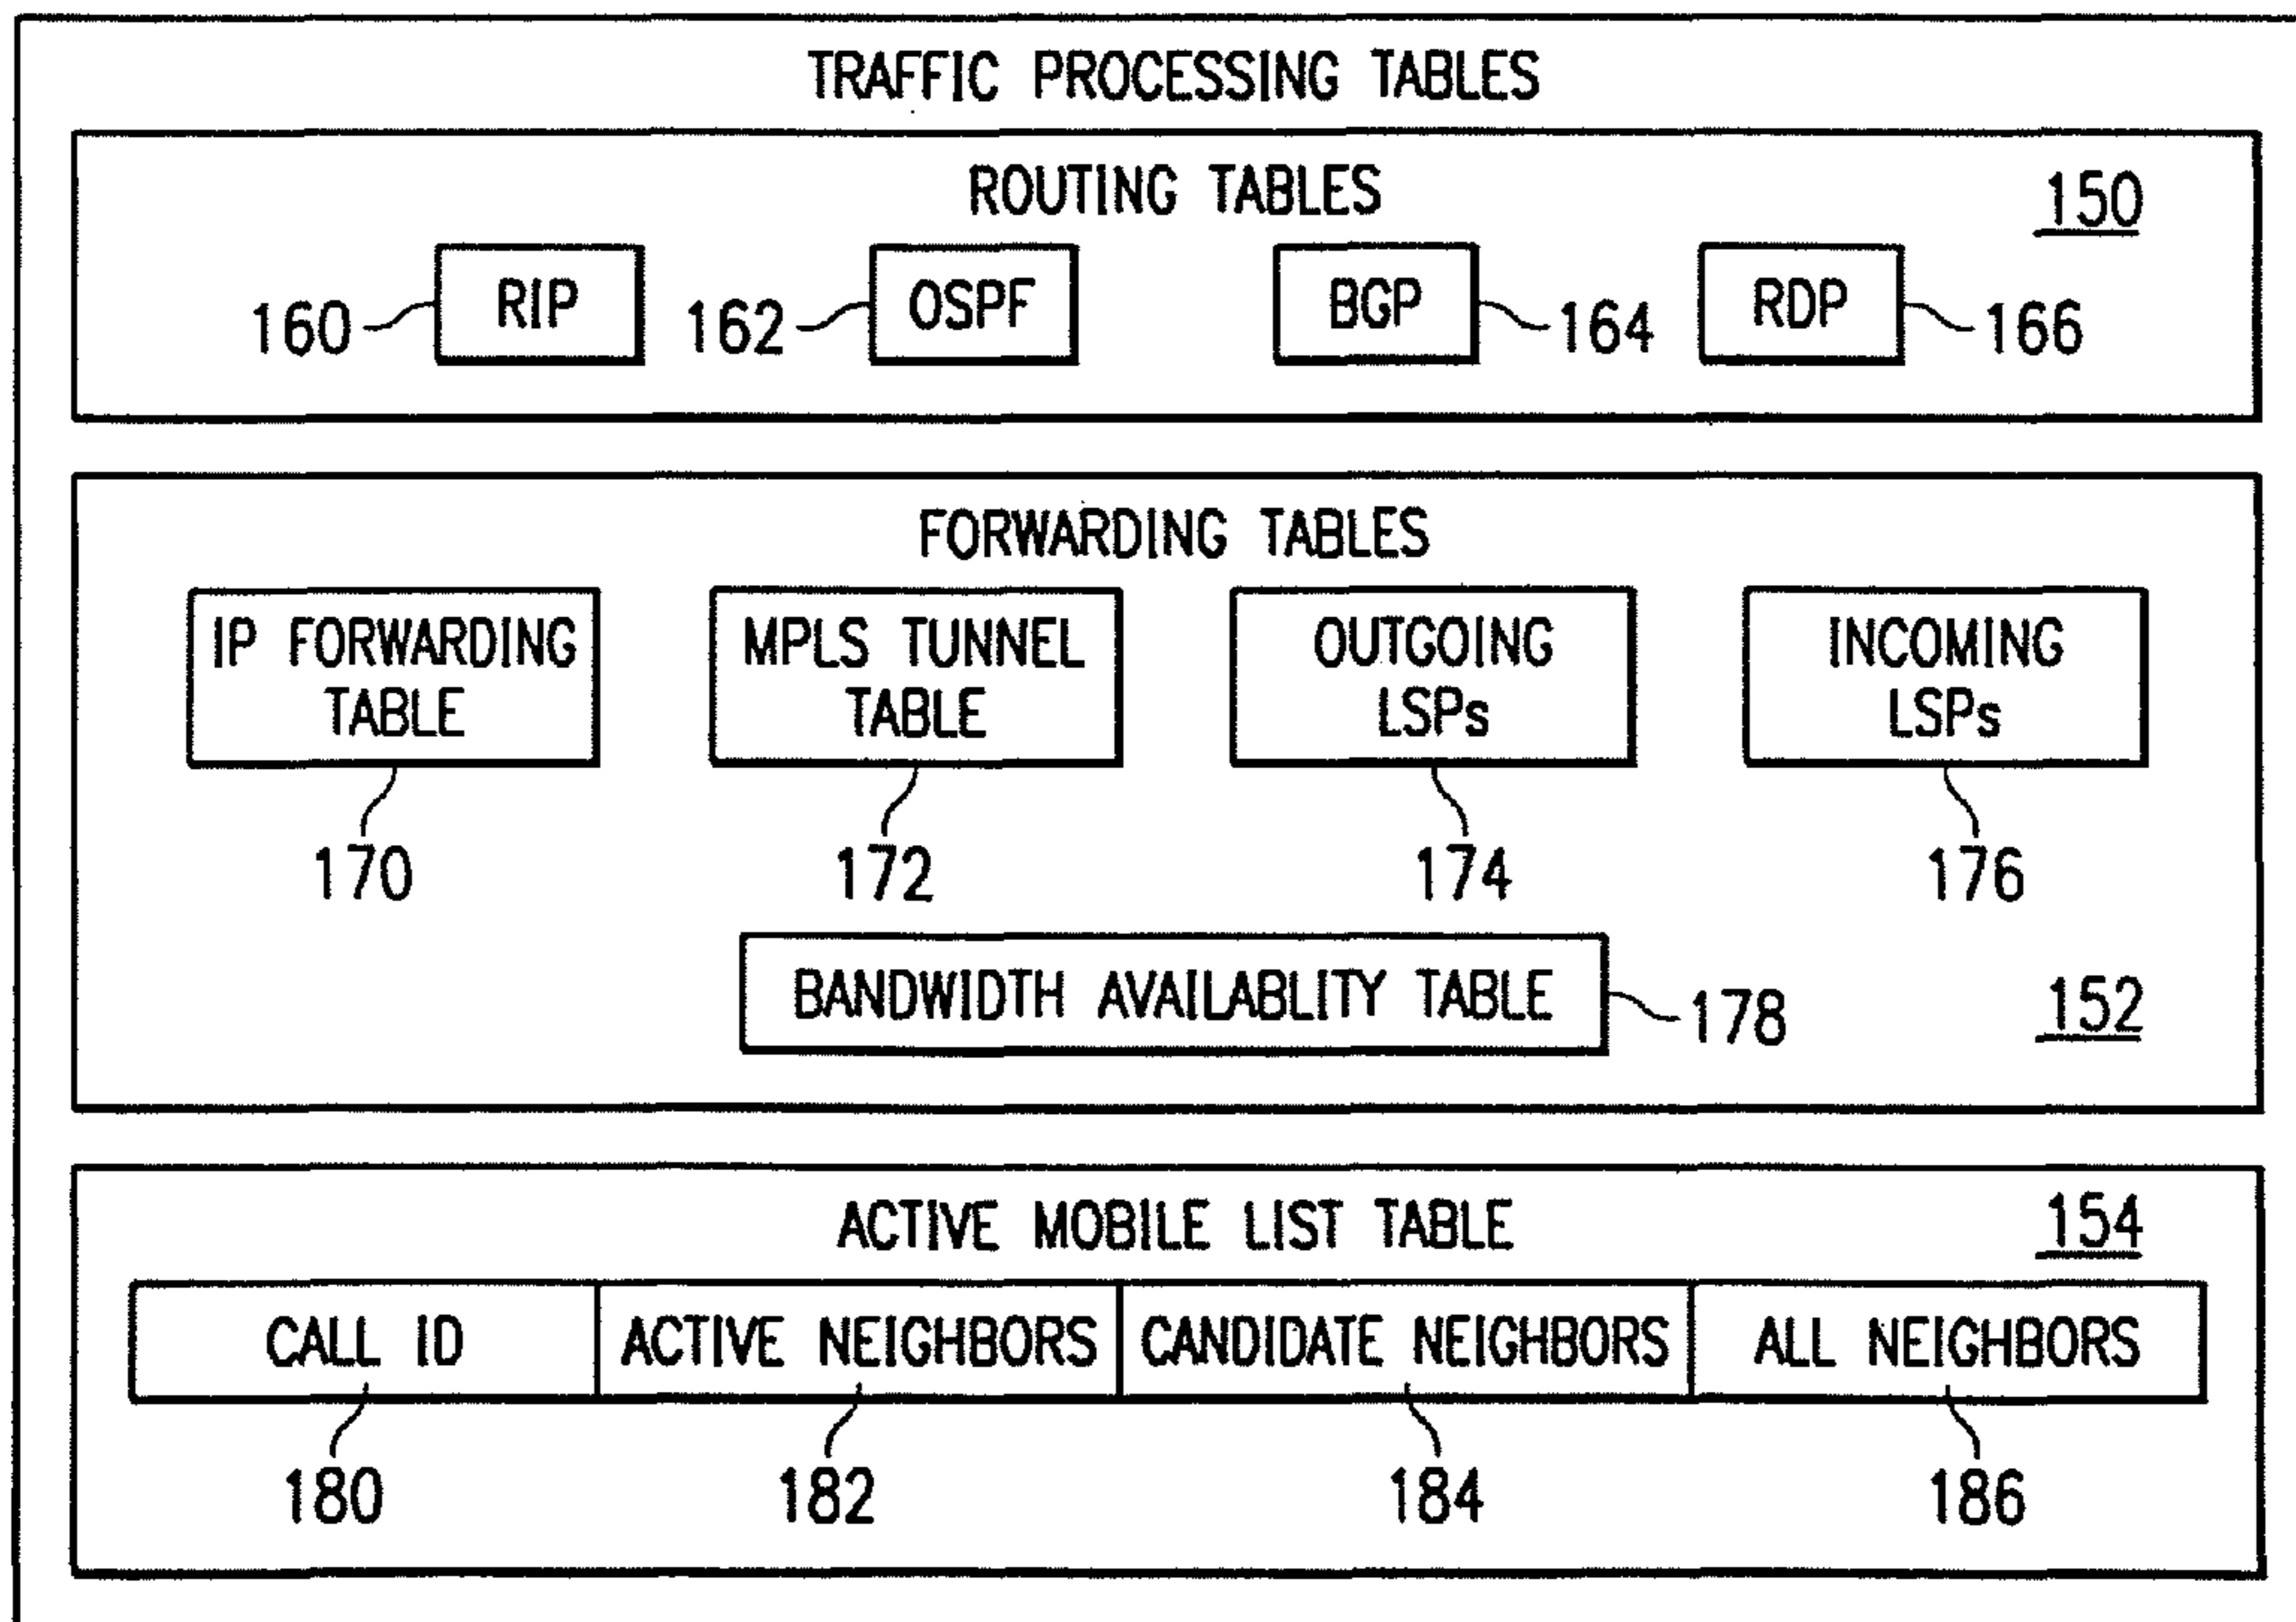 TRAFFIC PROCESSING TABLES
ROUTING TABLES
150
160
RIP
162
OSPF
BGP
164
RDP
166
FORWARDING TABLES
IP FORWARDING
TABLE
MPLS TUNNEL
TABLE
OUTGOING
LSPs
INCOMING
LSPs
170
172
174
176
BANDWIDTH AVAILABLITY TABLE
178
152
ACTIVE MOBILE LIST TABLE
154
CALL ID
ACTIVE NEIGHBORS
CANDIDATE NEIGHBORS
ALL NEIGHBORS
180
182
184
186